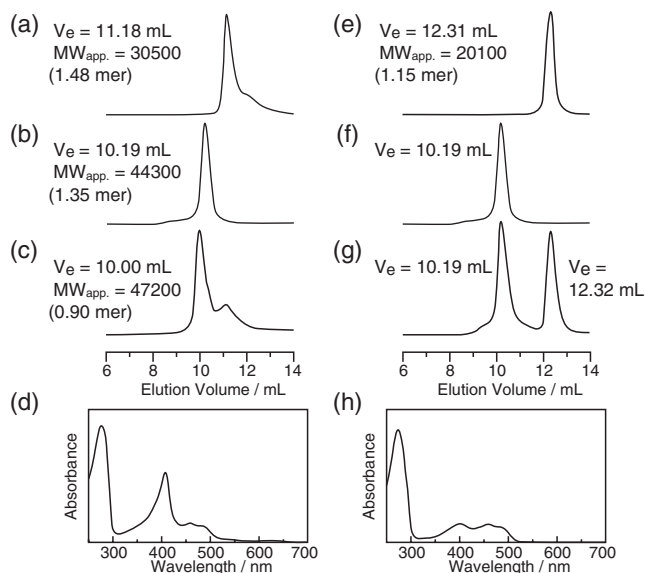 (a)
Ve = 11.18 mL
MWapp. = 30500
(1.48 mer)
(b)
Ve = 10.19 mL
MWapp. = 44300
(1.35 mer)
(c)
Ve = 10.00 mL
MWapp. = 47200
(0.90 mer)
6 8 10 12 14
Elution Volume / mL
(d)
Absorbance
300 400 500 600 700
Wavelength / nm
(e)
Ve = 12.31 mL
MWapp. = 20100
(1.15 mer)
(f)
Ve = 10.19 mL
(g)
Ve = 10.19 mL
Ve =
12.32 mL
6 8 10 12 14
Elution Volume / mL
(h)
Absorbance
300 400 500 600 700
Wavelength / nm